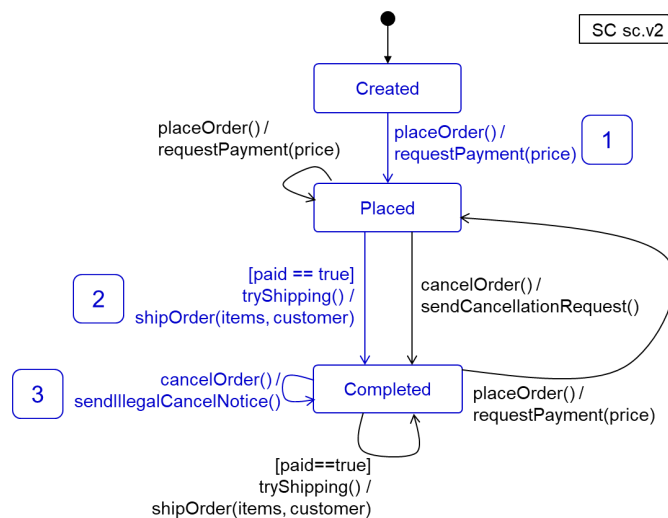 SC sc.v2
Created
placeOrder() /
requestPayment(price)
placeOrder() /
requestPayment(price)
1
Placed
2
[paid == true]
tryShipping() /
shipOrder(items, customer)
cancelOrder() /
sendCancellationRequest()
3
cancelOrder() /
sendIllegalCancelNotice()
Completed
placeOrder() /
requestPayment(price)
[paid==true]
tryShipping() /
shipOrder(items, customer)